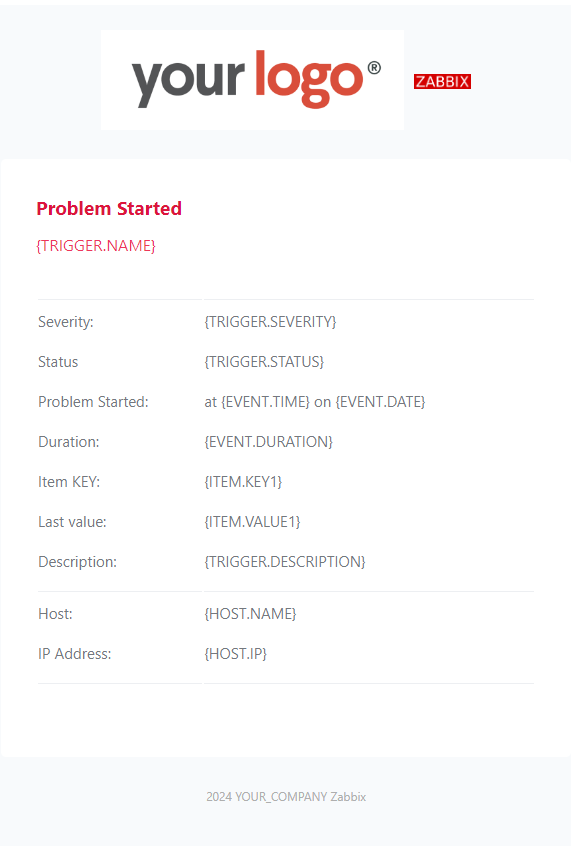 your logo® ZABBIX
Problem Started
{TRIGGER.NAME}
Severity: {TRIGGER.SEVERITY}
Status {TRIGGER.STATUS}
Problem Started: at {EVENT.TIME} on {EVENT.DATE}
Duration: {EVENT.DURATION}
Item KEY: {ITEM.KEY1}
Last value: {ITEM.VALUE1}
Description: {TRIGGER.DESCRIPTION}
Host: {HOST.NAME}
IP Address: {HOST.IP}
2024 YOUR_COMPANY Zabbix